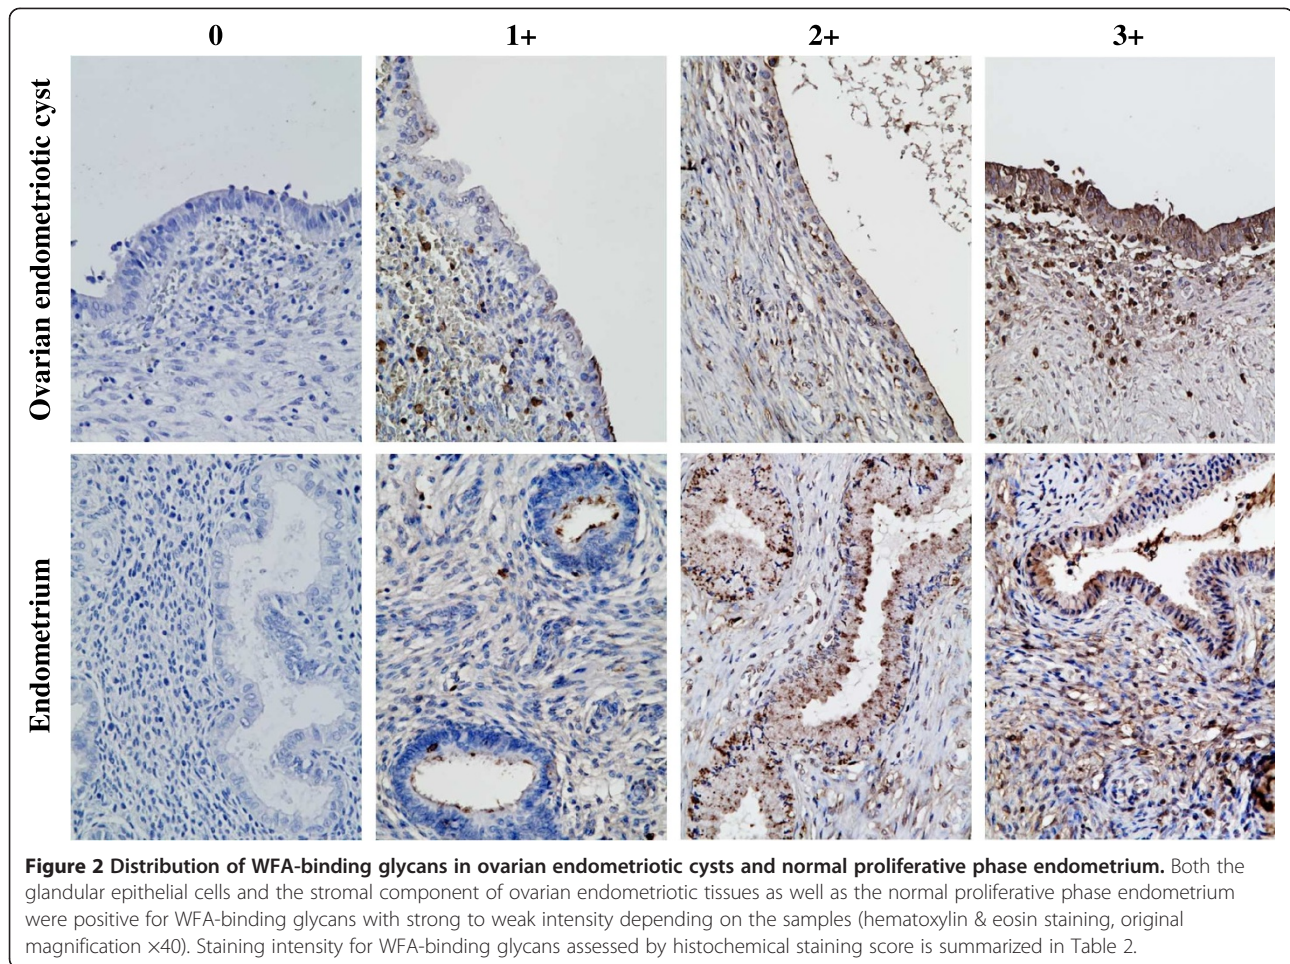 0 1+ 2+ 3+
Ovarian endometriotic cyst
Endometrium
Figure 2 Distribution of WFA-binding glycans in ovarian endometriotic cysts and normal proliferative phase endometrium. Both the
glandular epithelial cells and the stromal component of ovarian endometriotic tissues as well as the normal proliferative phase endometrium
were positive for WFA-binding glycans with strong to weak intensity depending on the samples (hematoxylin & eosin staining, original
magnification ×40). Staining intensity for WFA-binding glycans assessed by histochemical staining score is summarized in Table 2.